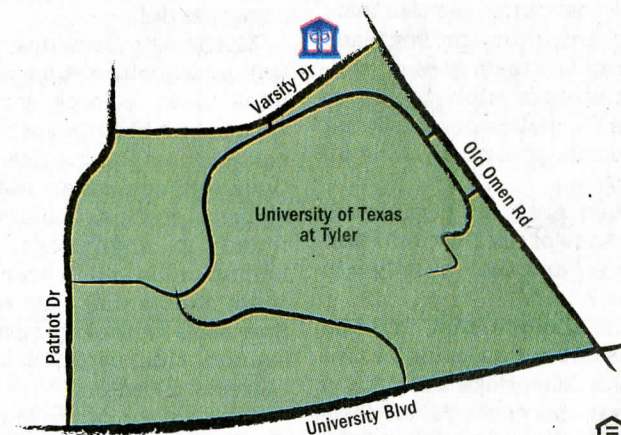 Varsity Dr
Old Omen Rd
University of Texas
at Tyler
Patriot Dr
University Blvd